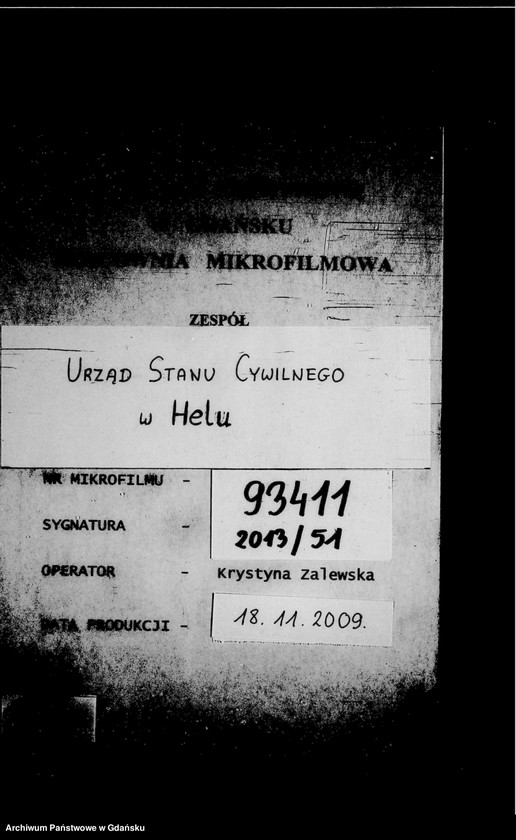 GDAŃSKU
MIKROFILMOWA
ZESPÓŁ
URZĄD STANU CYWILNEGO
w Helu
NR MIKROFILMU -
93411
SYGNATURA -
2013/51
OPERATOR - Krystyna Zalewska
DATA PRODUKCJI - 18.11.2009.
Archiwum Państwowe w Gdańsku